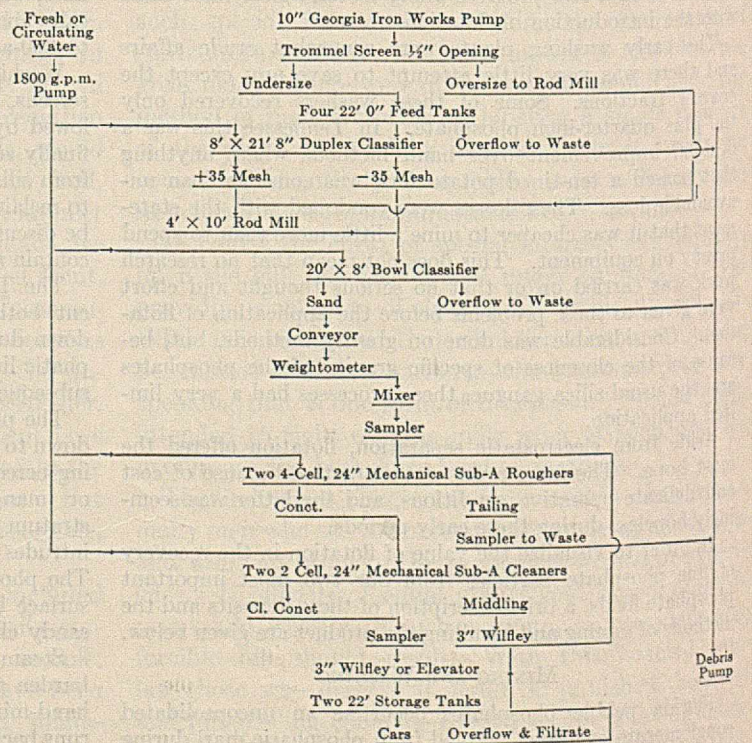 Fresh or
Circulating
Water
1800 g.p.m.
Pump
10" Georgia Iron Works Pump
Trommel Screen ½" Opening
Undersize
Oversize to Rod Mill
Four 22' 0" Feed Tanks
8' × 21' 8" Duplex Classifier
Overflow to Waste
+35 Mesh
−35 Mesh
4' × 10' Rod Mill
20' × 8' Bowl Classifier
Sand
Overflow to Waste
Conveyor
Weightometer
Mixer
Sampler
Two 4-Cell, 24" Mechanical Sub-A Roughers
Conct.
Tailing
Sampler to Waste
Two 2 Cell, 24" Mechanical Sub-A Cleaners
Cl. Conct
Middling
Sampler
3" Wilfley
3" Wilfley or Elevator
Debris
Pump
Two 22' Storage Tanks
Cars
Overflow & Filtrate